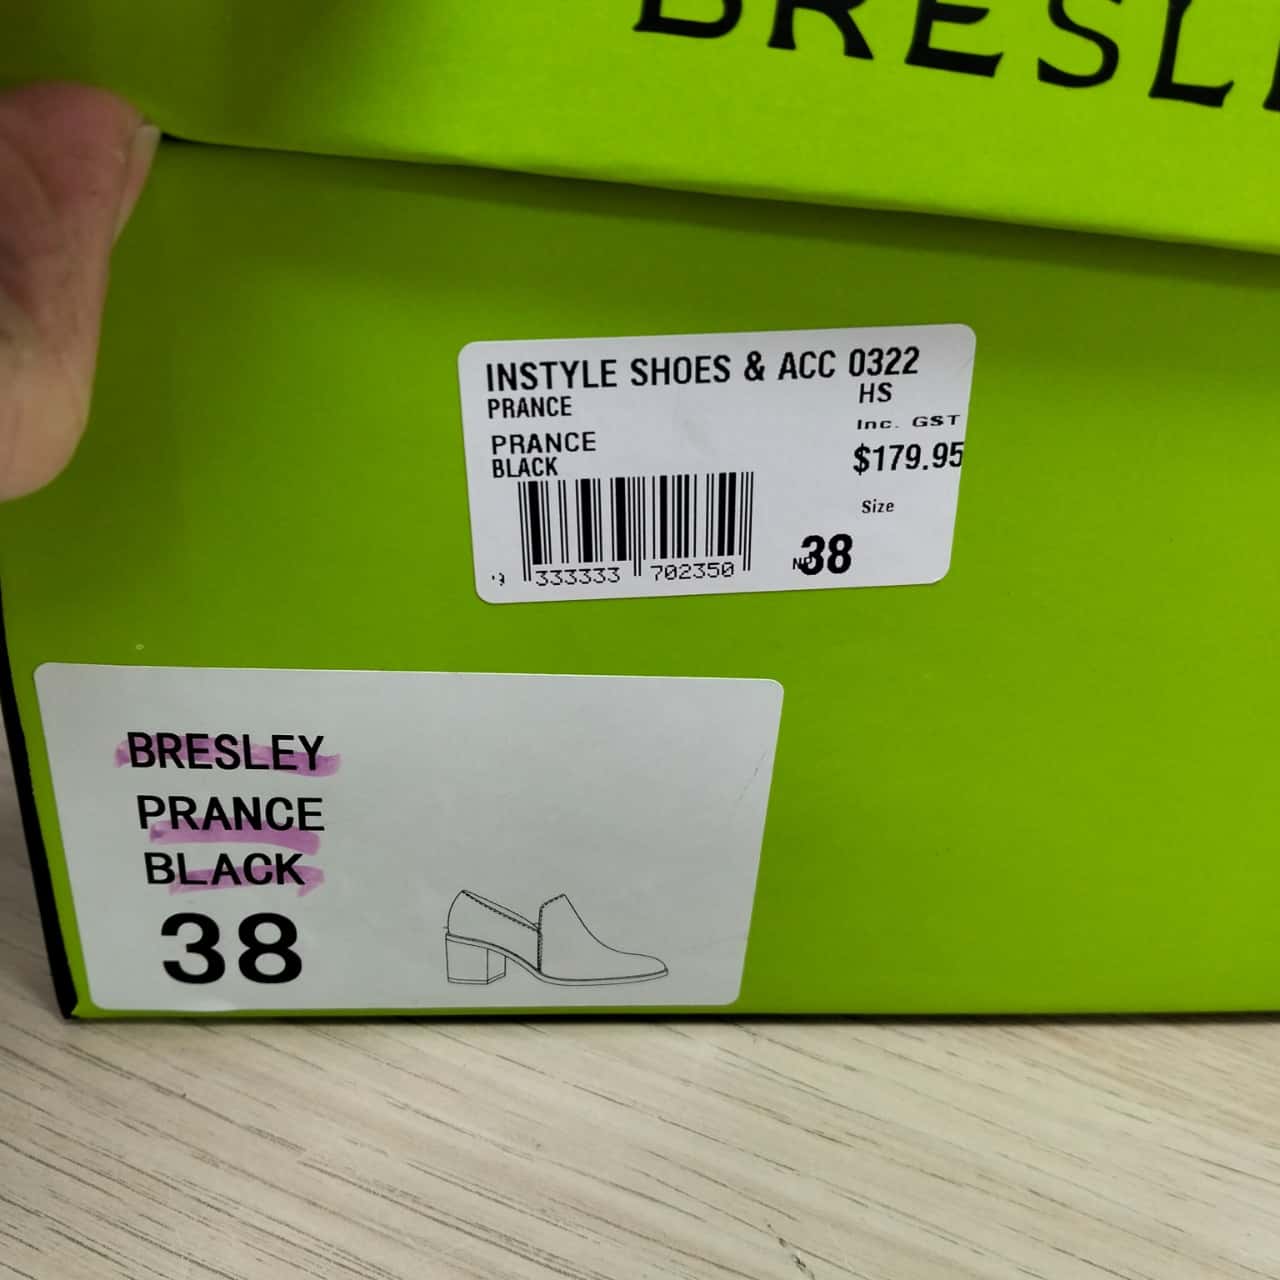 BRESLE
INSTYLE SHOES & ACC 0322
PRANCE
HS
Inc. GST
PRANCE
$179.95
BLACK
Size
38
333333 702350
BRESLEY
PRANCE
BLACK
38